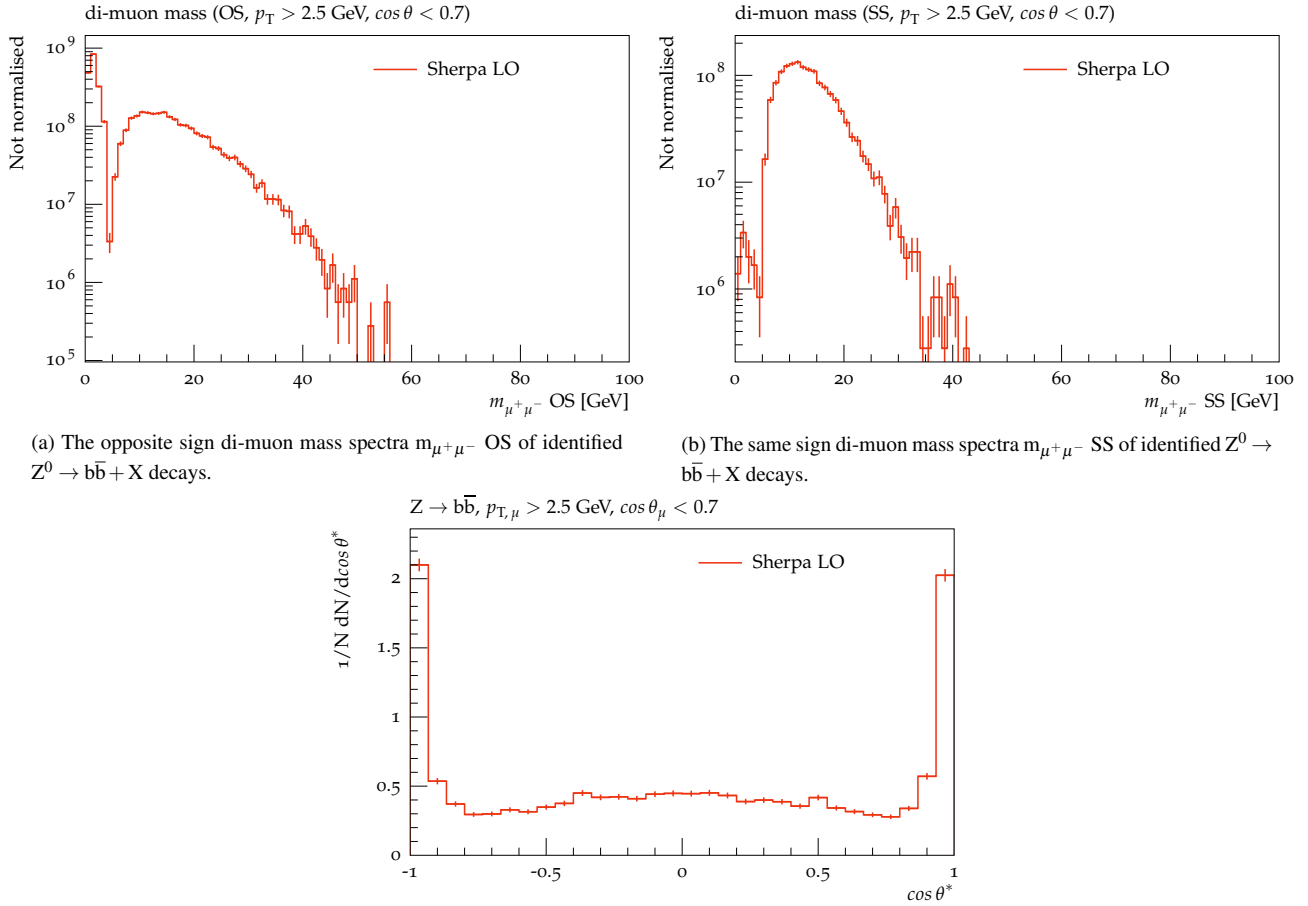 di-muon mass (OS, p_T > 2.5 GeV, cos θ < 0.7)
Not normalised
10^9
10^8
10^7
10^6
10^5
Sherpa LO
0 20 40 60 80 100
m_μ+μ− OS [GeV]
(a) The opposite sign di-muon mass spectra m_μ+μ− OS of identified
Z^0 → bb̅ + X decays.
di-muon mass (SS, p_T > 2.5 GeV, cos θ < 0.7)
Not normalised
10^8
10^7
10^6
Sherpa LO
0 20 40 60 80 100
m_μ+μ− SS [GeV]
(b) The same sign di-muon mass spectra m_μ+μ− SS of identified Z^0 →
bb̅ + X decays.
Z → bb̅, p_T,μ > 2.5 GeV, cos θ_μ < 0.7
1/N dN/dcos θ*
2
1.5
1
0.5
0
Sherpa LO
-1 -0.5 0 0.5 1
cos θ*